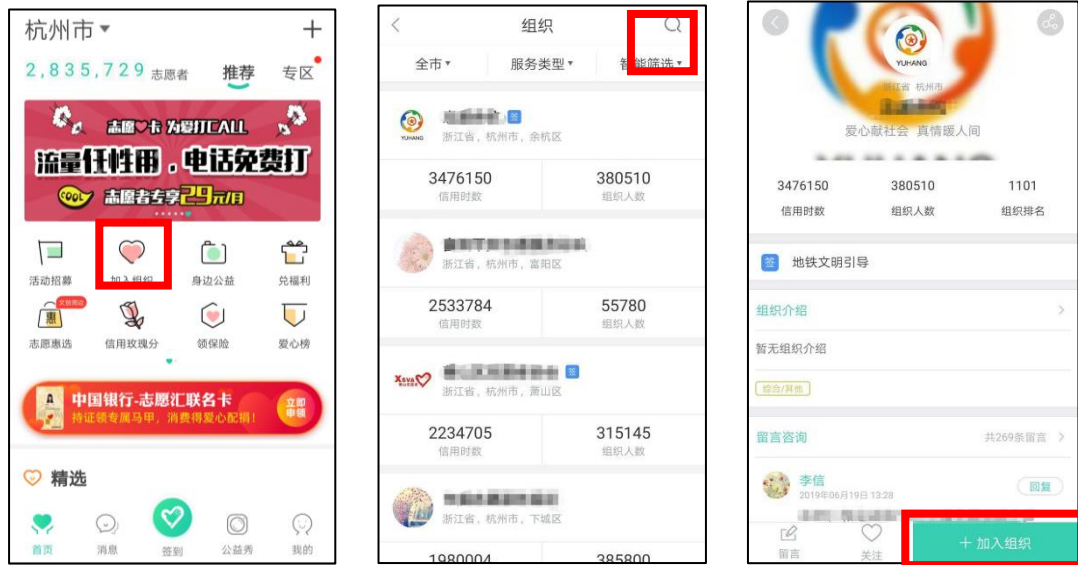 杭州市
2,835,729 志愿者 推荐 专区
志愿 卡 为爱打CALL
流量任性用，电话免费打
COOL 志愿者专享29元/月
活动招募 加入组织 身边公益 兑福利
文创周边
惠
志愿惠选 信用玫瑰分 领保险 爱心榜
中国银行-志愿汇联名卡
持证领专属马甲，消费得爱心配捐！
立即申领
精选
首页 消息 签到 公益秀 我的
组织
全市 服务类型 智能筛选
签
YUHANG
浙江省，杭州市，余杭区
3476150 380510
信用时数 组织人数
浙江省，杭州市，富阳区
2533784 55780
信用时数 组织人数
签
浙江省，杭州市，萧山区
2234705 315145
信用时数 组织人数
浙江省，杭州市，下城区
1980004 385800
YUHANG
浙江省 杭州市
爱心献社会 真情暖人间
3476150 380510 1101
信用时数 组织人数 组织排名
签 地铁文明引导
组织介绍
暂无组织介绍
综合/其他
留言咨询 共269条留言
李信
2019年06月19日 13:28
回复
留言 关注 + 加入组织